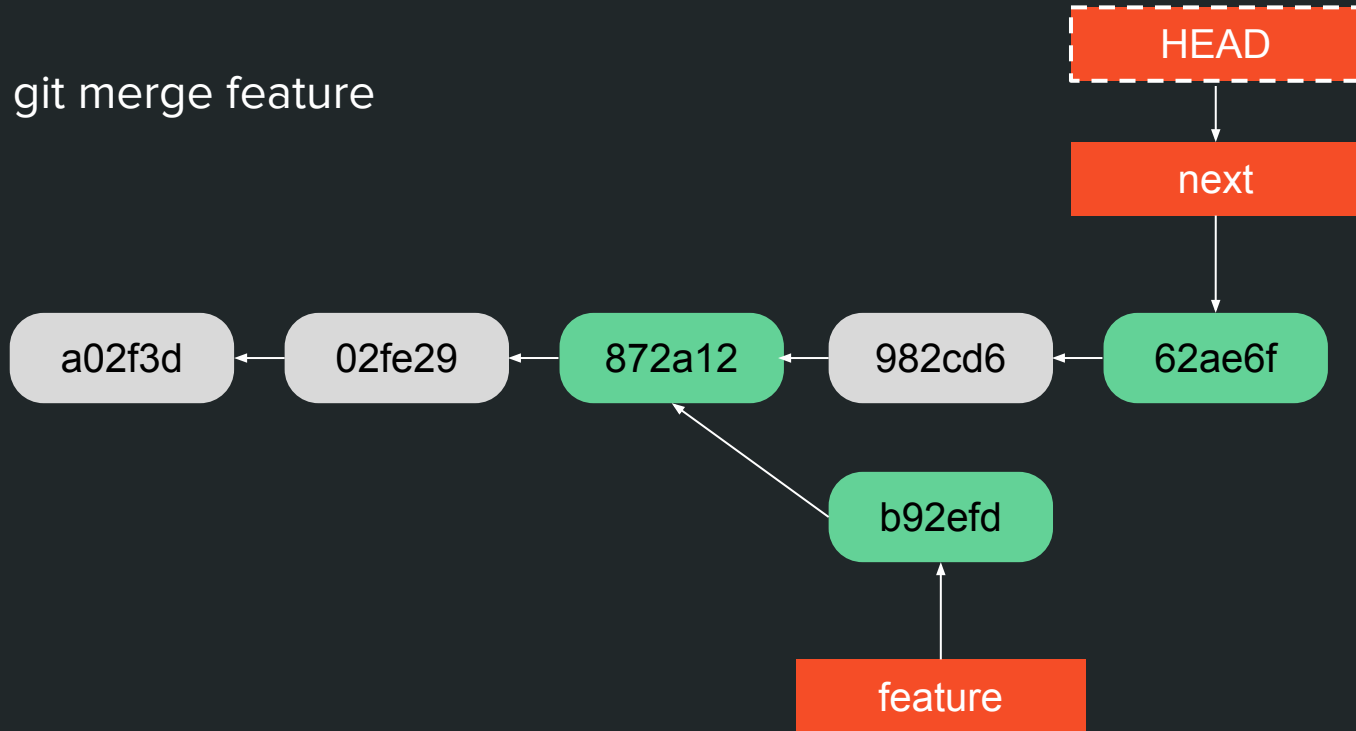 HEAD
git merge feature
next
a02f3d
02fe29
872a12
982cd6
62ae6f
b92efd
feature